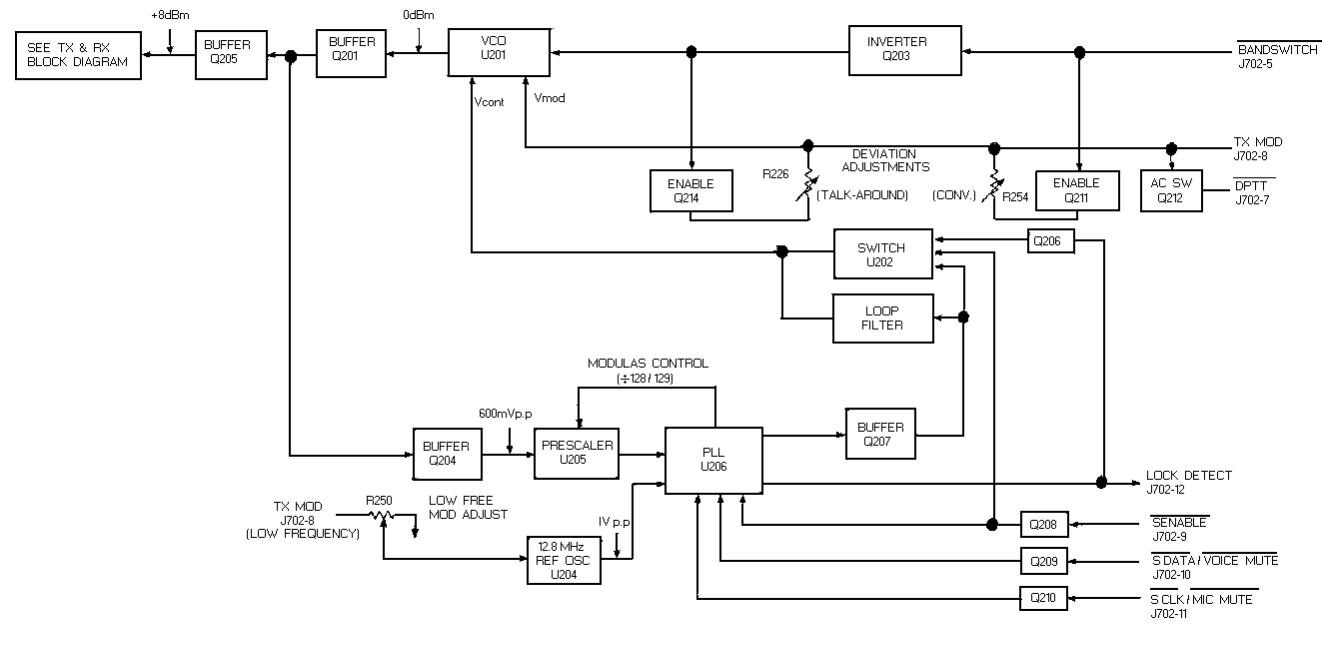 +8dBm
0dBm
SEE TX & RX
BLOCK DIAGRAM
BUFFER
Q205
BUFFER
Q201
VCO
U201
INVERTER
Q203
BANDSWITCH
J702-5
Vcont
Vmod
TX MOD
J702-8
DEVIATION
ADJUSTMENTS
ENABLE
Q214
R226
(TALK-AROUND)
(CONV.)
R254
ENABLE
Q211
AC SW
Q212
DPTT
J702-7
SWITCH
U202
Q206
LOOP
FILTER
MODULAS CONTROL
(÷128/129)
600mVp.p
BUFFER
Q204
PRESCALER
U205
PLL
U206
BUFFER
Q207
LOCK DETECT
J702-12
TX MOD
J702-8
(LOW FREQUENCY)
R250
LOW FREE
MOD ADJUST
1Vp.p
12.8 MHz
REF OSC
U204
Q208
SENABLE
J702-9
Q209
SDATA/VOICE MUTE
J702-10
Q210
SCLK/MIC MUTE
J702-11